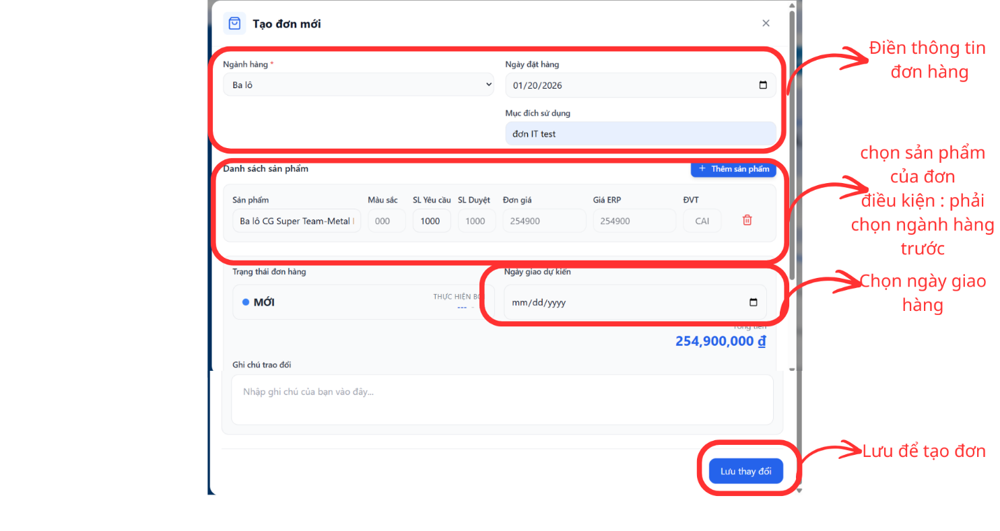 Tạo đơn mới
Điền thông tin
đơn hàng
Ngành hàng *
Ngày đặt hàng
Ba lô
01/20/2026
Mục đích sử dụng
đơn IT test
Danh sách sản phẩm
+ Thêm sản phẩm
chọn sản phẩm
của đơn
điều kiện : phải
chọn ngành hàng
trước
Sản phẩm
Màu sắc
SL Yêu cầu
SL Duyệt
Đơn giá
Giá ERP
ĐVT
Ba lô CG Super Team-Metal
000
1000
1000
254900
254900
CAI
Trạng thái đơn hàng
Ngày giao dự kiến
Chọn ngày giao
hàng
MỚI
THỰC HIỆN
--- -
mm/dd/yyyy
Tổng tiền
254,900,000 ₫
Ghi chú trao đổi
Nhập ghi chú của bạn vào đây...
Lưu để tạo đơn
Lưu thay đổi